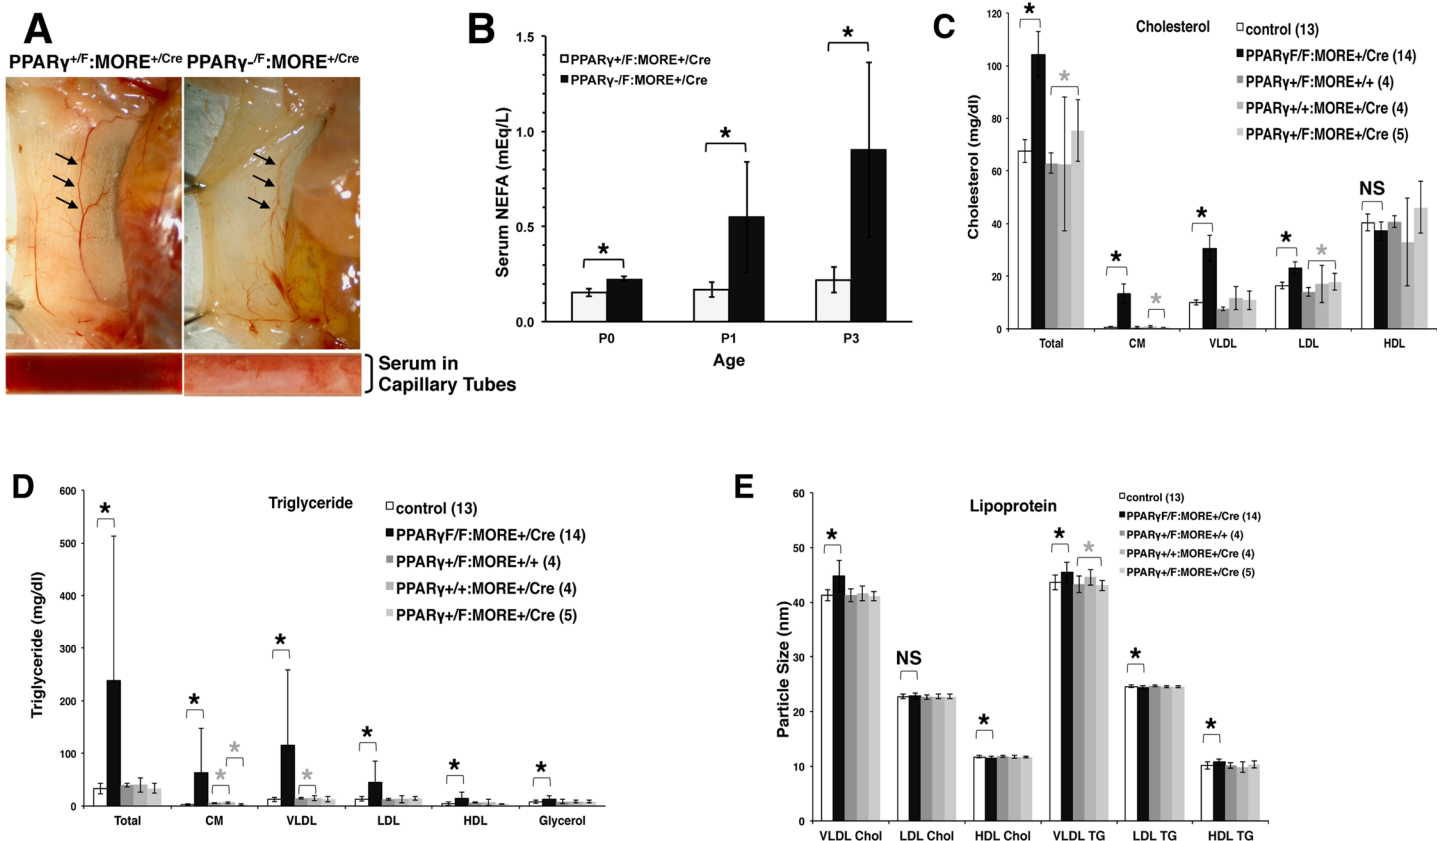 A
PPARγ+/F:MORE+/Cre PPARγ-/F:MORE+/Cre
Serum in
Capillary Tubes
B
1.5
1.0
0.5
0.0
Serum NEFA (mEq/L)
PPARγ+/F:MORE+/Cre
PPARγ-/F:MORE+/Cre
*
*
*
P0 P1 P3
Age
C
Cholesterol
120
100
80
60
40
20
0
Cholesterol (mg/dl)
control (13)
PPARγF/F:MORE+/Cre (14)
PPARγ+/F:MORE+/+ (4)
PPARγ+/+:MORE+/Cre (4)
PPARγ+/F:MORE+/Cre (5)
* *
* *
*
* *
NS
Total CM VLDL LDL HDL
D
Triglyceride
600
500
400
300
200
100
0
Triglyceride (mg/dl)
control (13)
PPARγF/F:MORE+/Cre (14)
PPARγ+/F:MORE+/+ (4)
PPARγ+/+:MORE+/Cre (4)
PPARγ+/F:MORE+/Cre (5)
*
* * *
* *
*
*
*
Total CM VLDL LDL HDL Glycerol
E
Lipoprotein
60
50
40
30
20
10
0
Particle Size (nm)
control (13)
PPARγF/F:MORE+/Cre (14)
PPARγ+/F:MORE+/+ (4)
PPARγ+/+:MORE+/Cre (4)
PPARγ+/F:MORE+/Cre (5)
*
NS
*
* *
*
*
VLDL Chol LDL Chol HDL Chol VLDL TG LDL TG HDL TG